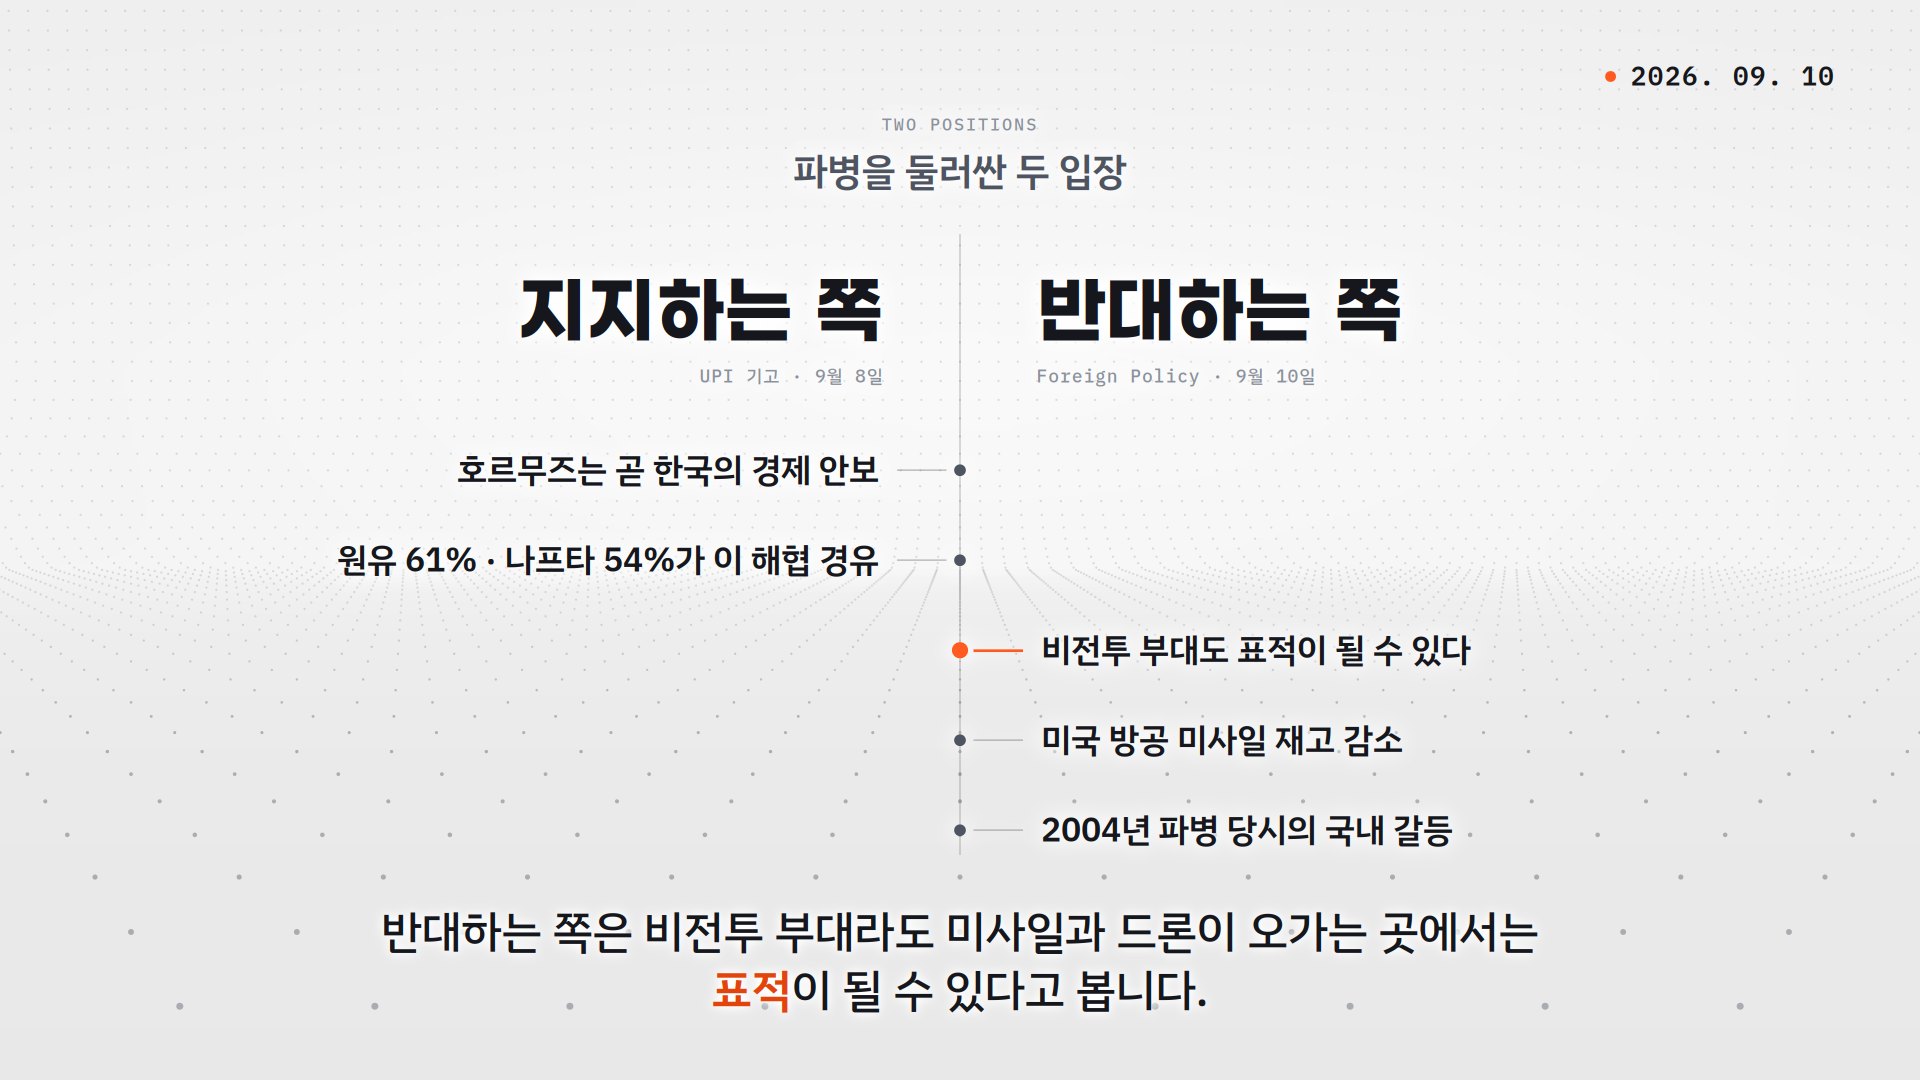 2026. 09. 10
TWO POSITIONS
파병을 둘러싼 두 입장
지지하는 쪽
UPI 기고 · 9월 8일
호르무즈는 곧 한국의 경제 안보
원유 61% · 나프타 54%가 이 해협 경유
반대하는 쪽
Foreign Policy · 9월 10일
비전투 부대도 표적이 될 수 있다
미국 방공 미사일 재고 감소
2004년 파병 당시의 국내 갈등
반대하는 쪽은 비전투 부대라도 미사일과 드론이 오가는 곳에서는
표적이 될 수 있다고 봅니다.